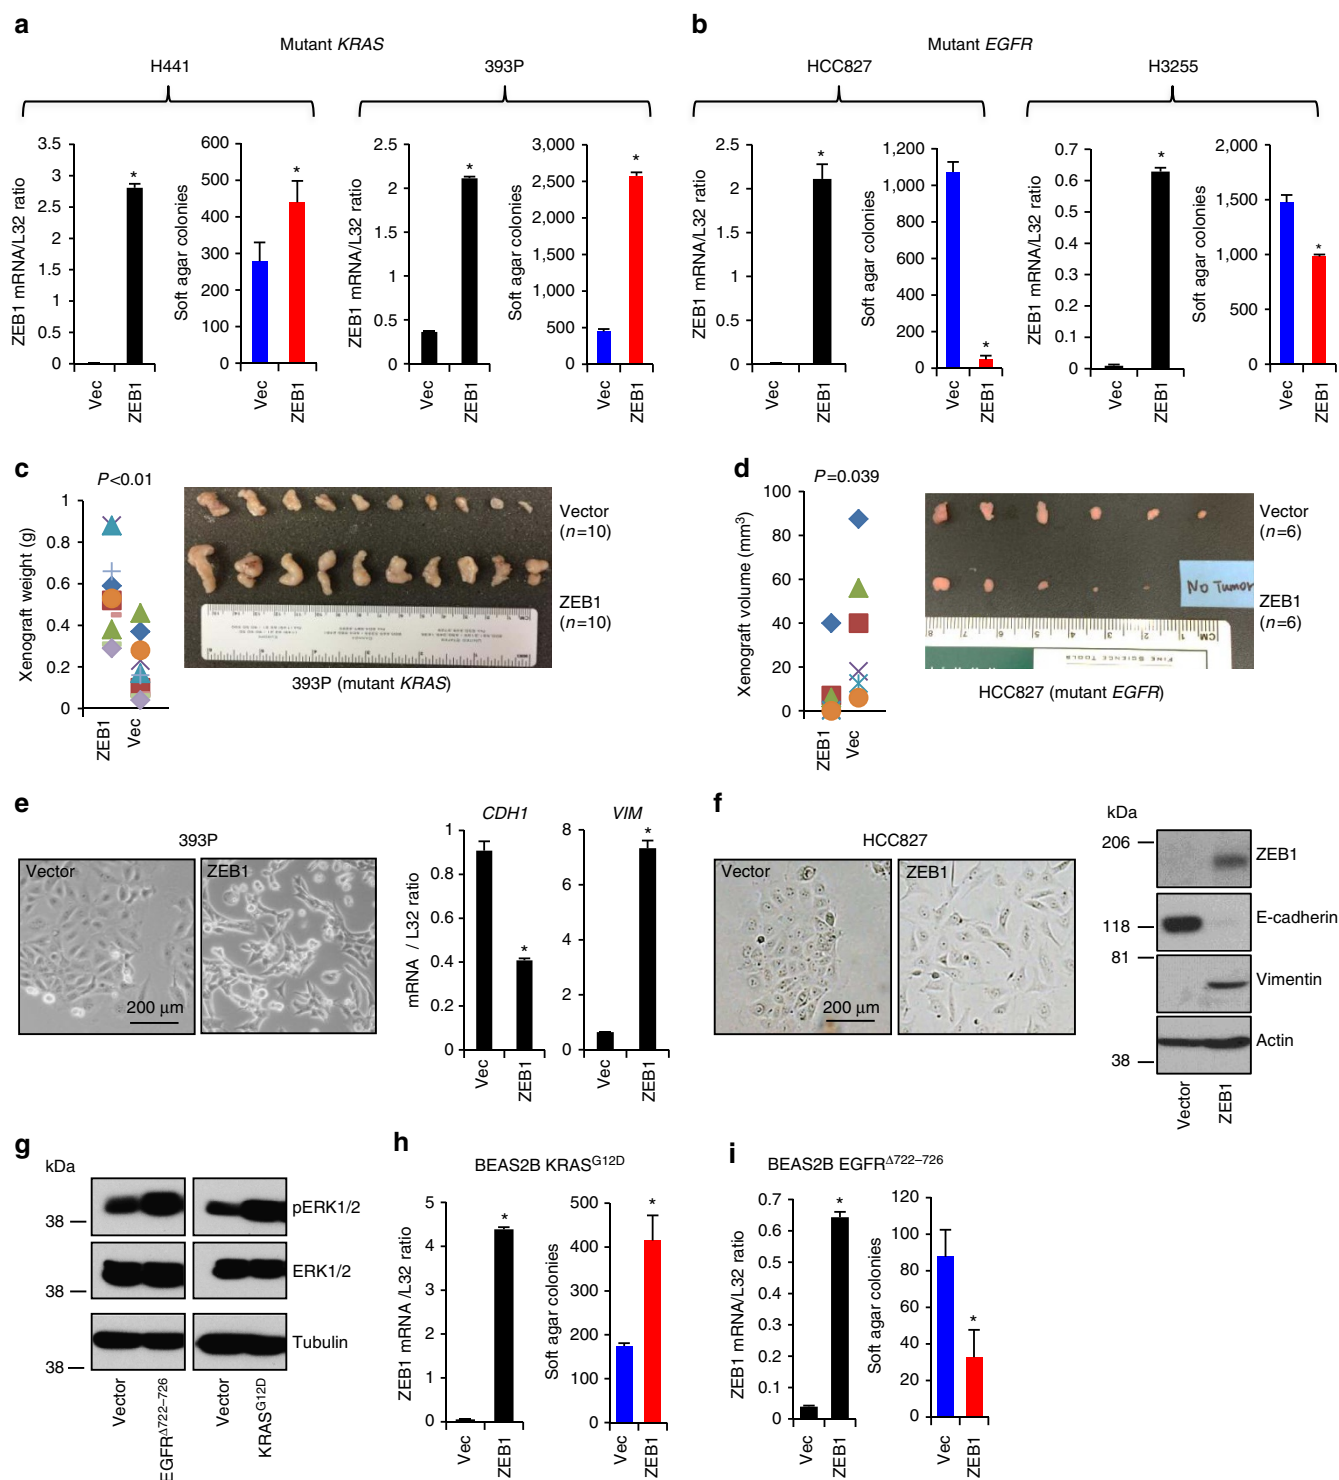 a
Mutant KRAS
H441
393P
ZEB1 mRNA/L32 ratio
3.5
3
2.5
2
1.5
1
0.5
0
*
Vec
ZEB1
Soft agar colonies
600
500
400
300
200
100
0
*
Vec
ZEB1
ZEB1 mRNA/L32 ratio
2.5
2
1.5
1
0.5
0
*
Vec
ZEB1
Soft agar colonies
3,000
2,500
2,000
1,500
1,000
500
0
*
Vec
ZEB1
b
Mutant EGFR
HCC827
H3255
ZEB1 mRNA/L32 ratio
2.5
2
1.5
1
0.5
0
*
Vec
ZEB1
Soft agar colonies
1,200
1,000
800
600
400
200
0
*
Vec
ZEB1
ZEB1 mRNA/L32 ratio
0.7
0.6
0.5
0.4
0.3
0.2
0.1
0
*
Vec
ZEB1
Soft agar colonies
2,000
1,500
1,000
500
0
*
Vec
ZEB1
c
P<0.01
Xenograft weight (g)
1
0.8
0.6
0.4
0.2
0
ZEB1
Vec
Vector
(n=10)
ZEB1
(n=10)
393P (mutant KRAS)
d
P=0.039
Xenograft volume (mm³)
100
80
60
40
20
0
ZEB1
Vec
Vector
(n=6)
No Tumor
ZEB1
(n=6)
8 7 6 5 4 3 2 1 CM
FINE SCIENCE TOOLS
HCC827 (mutant EGFR)
e
393P
Vector
ZEB1
200 µm
CDH1
mRNA / L32 ratio
1
0.8
0.6
0.4
0.2
0
*
Vec
ZEB1
VIM
8
6
4
2
0
*
Vec
ZEB1
f
HCC827
Vector
ZEB1
200 µm
kDa
206
ZEB1
118
E-cadherin
81
Vimentin
Actin
38
Vector
ZEB1
g
kDa
38
pERK1/2
38
ERK1/2
38
Tubulin
Vector
EGFRΔ722–726
Vector
KRASG12D
h
BEAS2B KRASG12D
ZEB1 mRNA /L32 ratio
5
4
3
2
1
0
*
Vec
ZEB1
Soft agar colonies
500
400
300
200
100
0
*
Vec
ZEB1
i
BEAS2B EGFRΔ722–726
ZEB1 mRNA/L32 ratio
0.7
0.6
0.5
0.4
0.3
0.2
0.1
0
*
Vec
ZEB1
Soft agar colonies
120
100
80
60
40
20
0
*
Vec
ZEB1